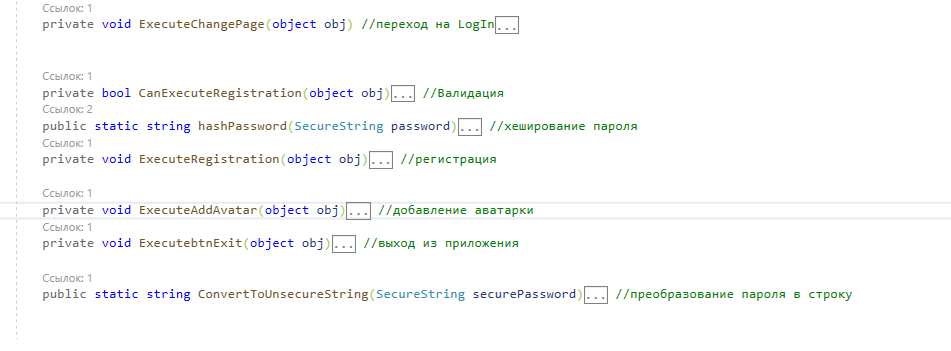 Ссылок: 1
private void ExecuteChangePage(object obj) //переход на LogIn...
Ссылок: 1
private bool CanExecuteRegistration(object obj)... //Валидация
Ссылок: 2
public static string hashPassword(SecureString password)... //хеширование пароля
Ссылок: 1
private void ExecuteRegistration(object obj)... //регистрация
Ссылок: 1
private void ExecuteAddAvatar(object obj)... //добавление аватарки
Ссылок: 1
private void ExecutebtnExit(object obj)... //выход из приложения
Ссылок: 1
public static string ConvertToUnsecureString(SecureString securePassword)... //преобразование пароля в строку